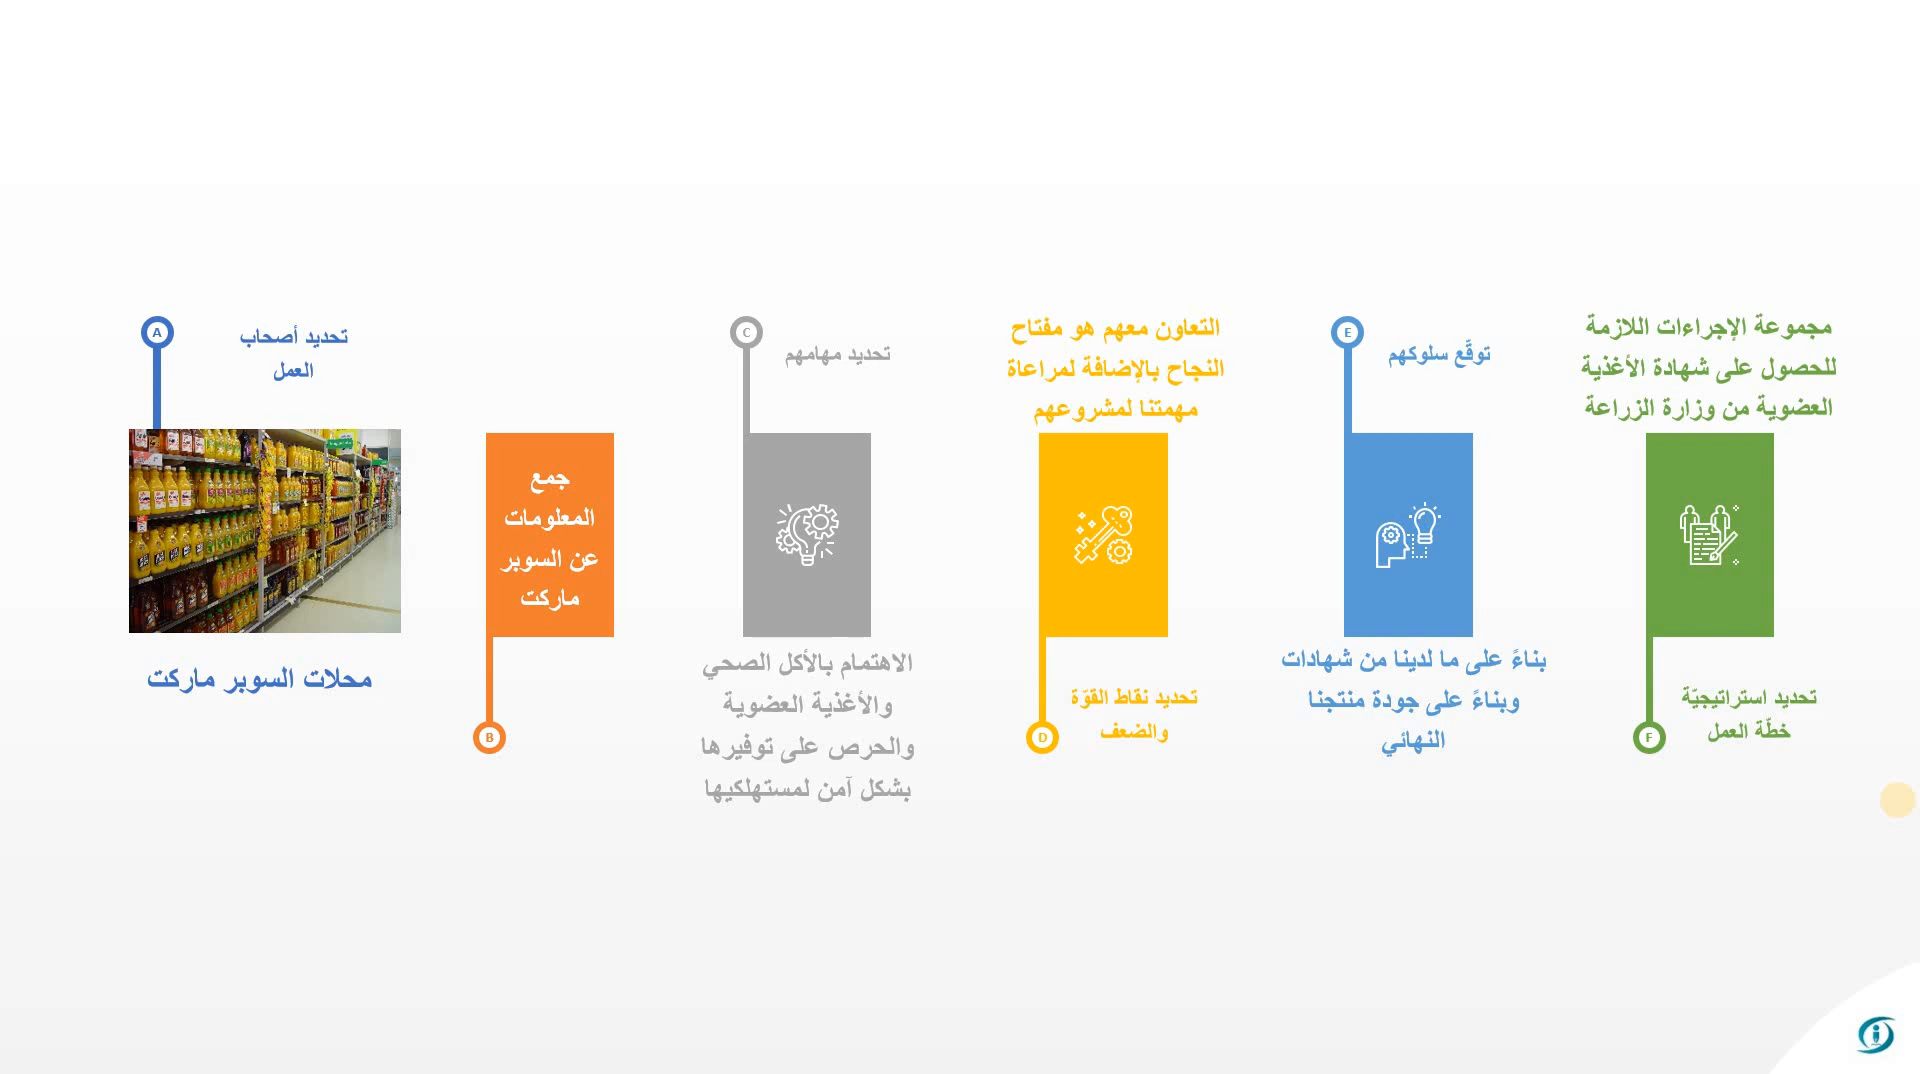 A
تحديد أصحاب
العمل
محلات السوبر ماركت
جمع
المعلومات
عن السوبر
ماركت
B
C
تحديد مهامهم
الاهتمام بالأكل الصحي
والأغذية العضوية
والحرص على توفيرها
بشكل آمن لمستهلكيها
التعاون معهم هو مفتاح
النجاح بالإضافة لمراعاة
مهمتنا لمشروعهم
D
تحديد نقاط القوّة
والضعف
E
توقّع سلوكهم
بناءً على ما لدينا من شهادات
وبناءً على جودة منتجنا
النهائي
مجموعة الإجراءات اللازمة
للحصول على شهادة الأغذية
العضوية من وزارة الزراعة
F
تحديد استراتيجيّة
خطّة العمل